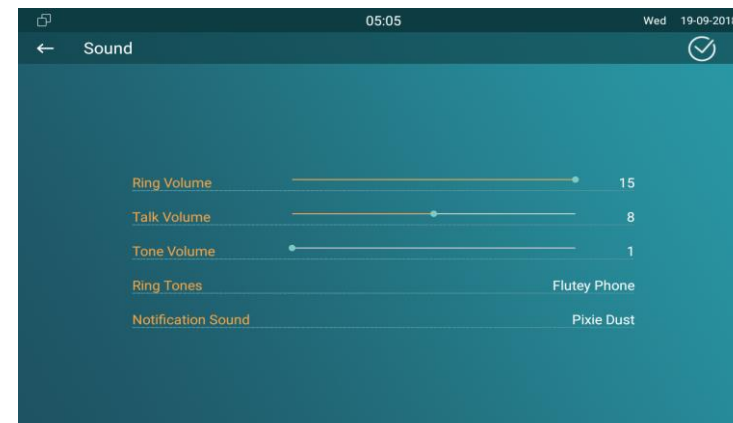 05:05 Wed 19-09-2018
Sound
Ring Volume 15
Talk Volume 8
Tone Volume 1
Ring Tones Flutey Phone
Notification Sound Pixie Dust